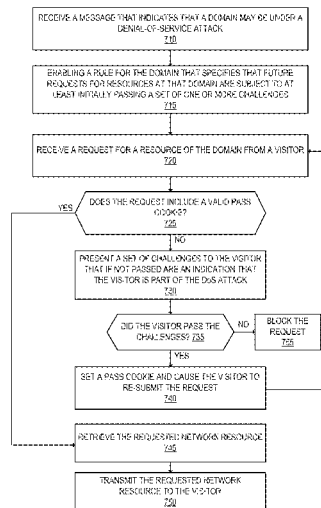 RECEIVE A MESSAGE THAT INDICATES THAT A DOMAIN MAY BE UNDER A
DENIAL-OF-SERVICE ATTACK
710
ENABLING A RULE FOR THE DOMAIN THAT SPECIFIES THAT FUTURE
REQUESTS FOR RESOURCES AT THAT DOMAIN ARE SUBJECT TO AT
LEAST INITIALLY PASSING A SET OF ONE OR MORE CHALLENGES
715
RECEIVE A REQUEST FOR A RESOURCE OF THE DOMAIN FROM A VISITOR
720
DOES THE REQUEST INCLUDE A VALID PASS
COOKIE?
725
YES
NO
PRESENT A SET OF CHALLENGES TO THE VISITOR
THAT IF NOT PASSED ARE AN INDICATION THAT
THE VISITOR IS PART OF THE DoS ATTACK
730
DID THE VISITOR PASS THE
CHALLENGES? 735
NO
BLOCK THE
REQUEST
755
YES
SET A PASS COOKIE AND CAUSE THE VISITOR TO
RE-SUBMIT THE REQUEST
740
RETRIEVE THE REQUESTED NETWORK RESOURCE
745
TRANSMIT THE REQUESTED NETWORK
RESOURCE TO THE VISITOR
750